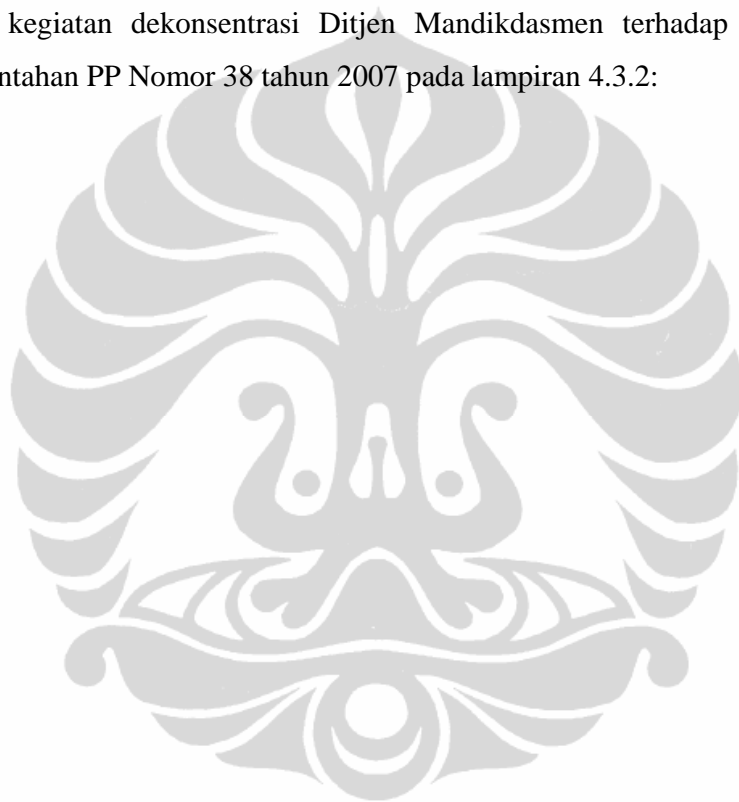 kegiatan dekonsentrasi Ditjen Mandikdasmen terhadap
ntahan PP Nomor 38 tahun 2007 pada lampiran 4.3.2: